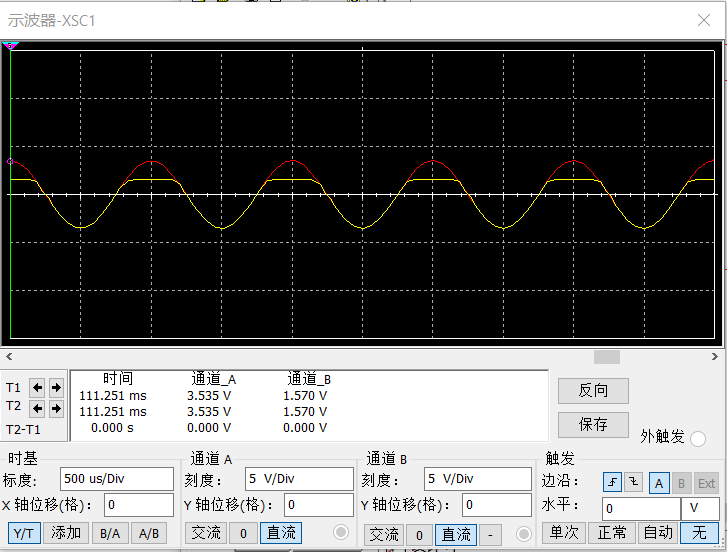 示波器-XSC1
时间 通道_A 通道_B
T1 111.251 ms 3.535 V 1.570 V
T2 111.251 ms 3.535 V 1.570 V
T2-T1 0.000 s 0.000 V 0.000 V
反向
保存
外触发
时基 通道 A 通道 B 触发
标度: 500 us/Div 刻度: 5 V/Div 刻度: 5 V/Div 边沿: A B Ext
X 轴位移(格): 0 Y 轴位移(格): 0 Y 轴位移(格): 0 水平: 0 V
Y/T 添加 B/A A/B 交流 0 直流 交流 0 直流 - 单次 正常 自动 无